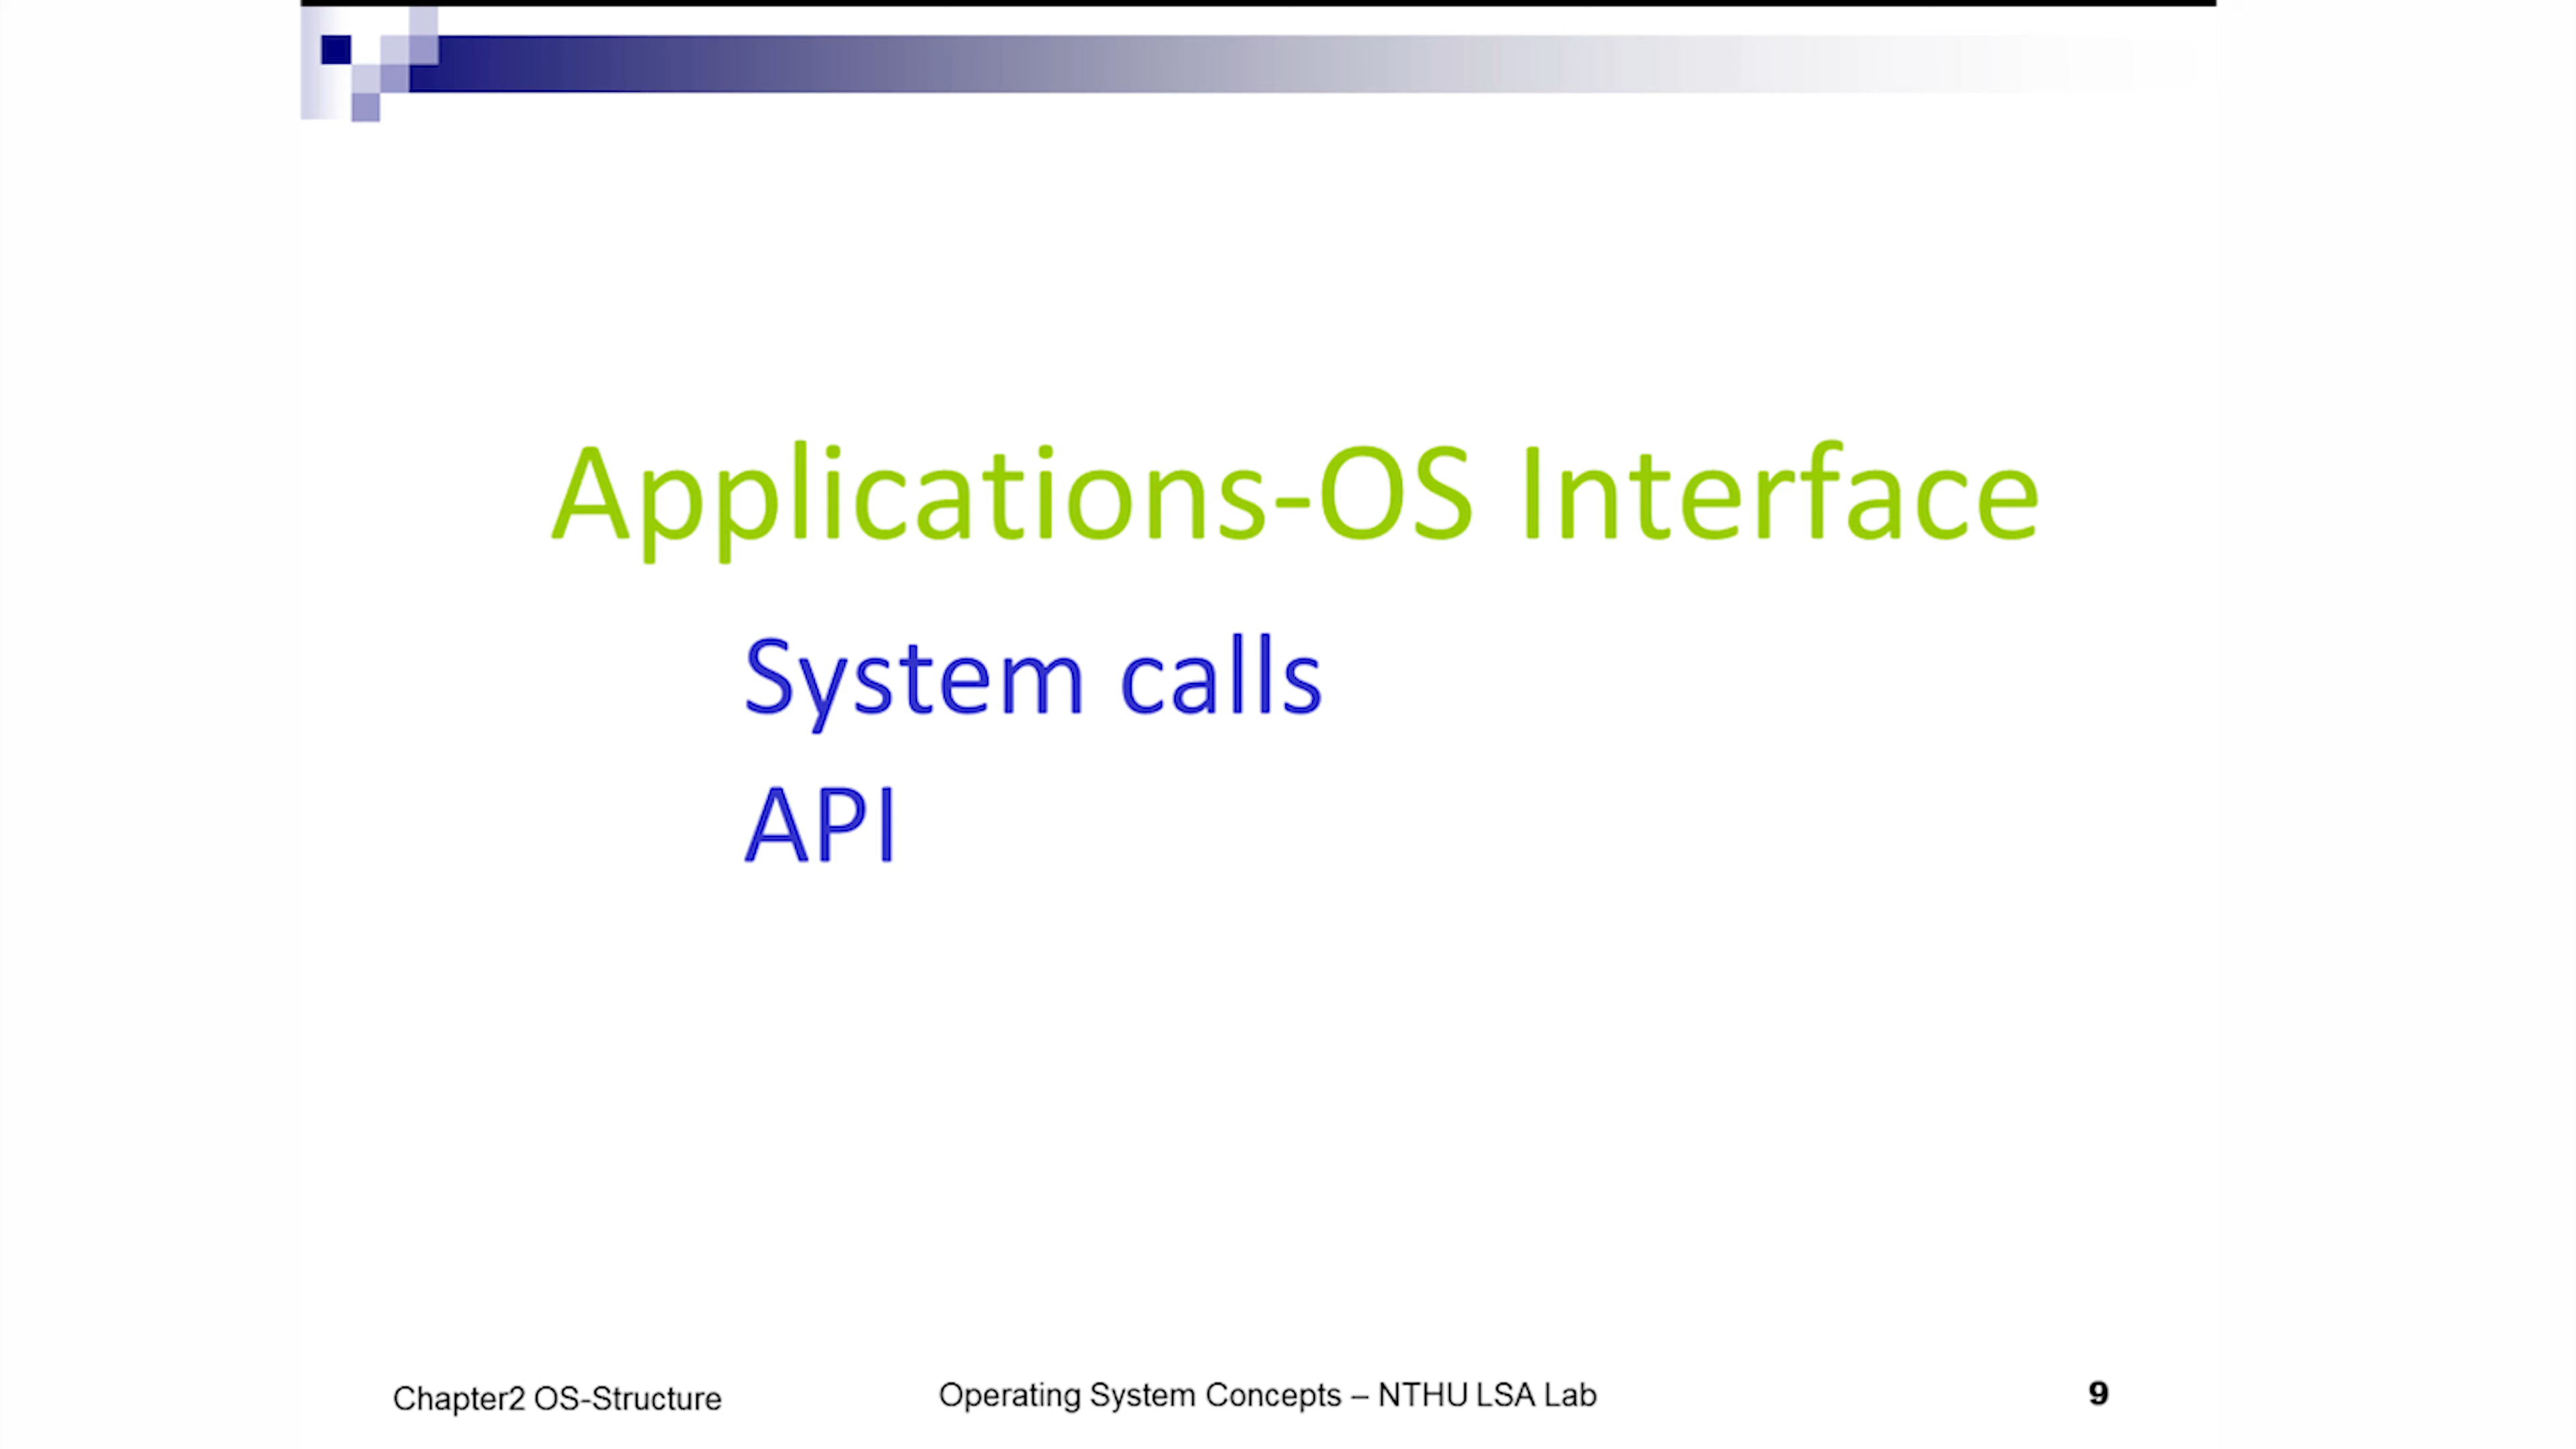 Applications-OS Interface
System calls
API
Chapter2 OS-Structure
Operating System Concepts – NTHU LSA Lab
9